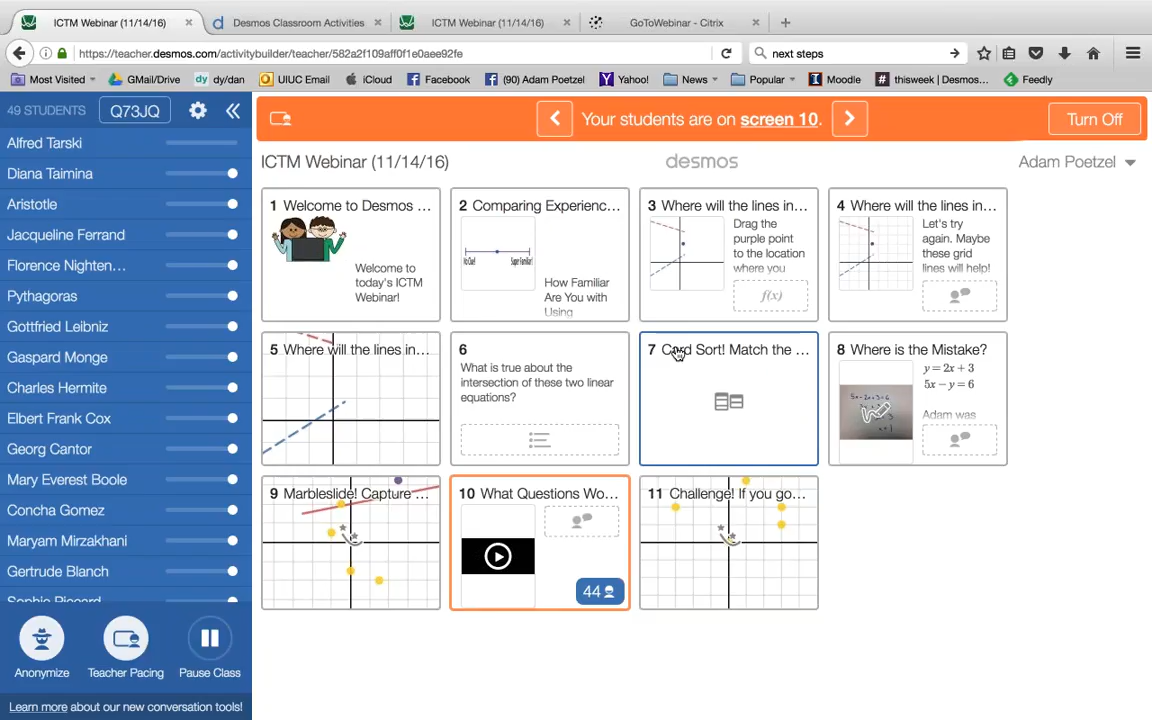 ICTM Webinar (11/14/16)
Desmos Classroom Activities
ICTM Webinar (11/14/16)
GoToWebinar - Citrix
https://teacher.desmos.com/activitybuilder/teacher/582a2f109aff0f1e0aee92fe
next steps
Most Visited
GMail/Drive
dy dy/dan
UIUC Email
iCloud
Facebook
(90) Adam Poetzel
Yahoo!
News
Popular
Moodle
# thisweek | Desmos...
Feedly
49 STUDENTS
Q73JQ
Alfred Tarski
Diana Taimina
Aristotle
Jacqueline Ferrand
Florence Nighten...
Pythagoras
Gottfried Leibniz
Gaspard Monge
Charles Hermite
Elbert Frank Cox
Georg Cantor
Mary Everest Boole
Concha Gomez
Maryam Mirzakhani
Gertrude Blanch
Sophie Piccard
Anonymize
Teacher Pacing
Pause Class
Learn more about our new conversation tools!
Your students are on screen 10.
Turn Off
ICTM Webinar (11/14/16)
desmos
Adam Poetzel
1 Welcome to Desmos ...
Welcome to
today's ICTM
Webinar!
2 Comparing Experienc...
No Clue!
Super Familiar!
How Familiar
Are You with
Using
3 Where will the lines in...
Drag the
purple point
to the location
where you
f(x)
4 Where will the lines in...
Let's try
again. Maybe
these grid
lines will help!
5 Where will the lines in...
6
What is true about the
intersection of these two linear
equations?
7 Card Sort! Match the ...
8 Where is the Mistake?
y = 2x + 3
5x − y = 6
Adam was
9 Marbleslide! Capture ...
10 What Questions Wo...
44
11 Challenge! If you go...